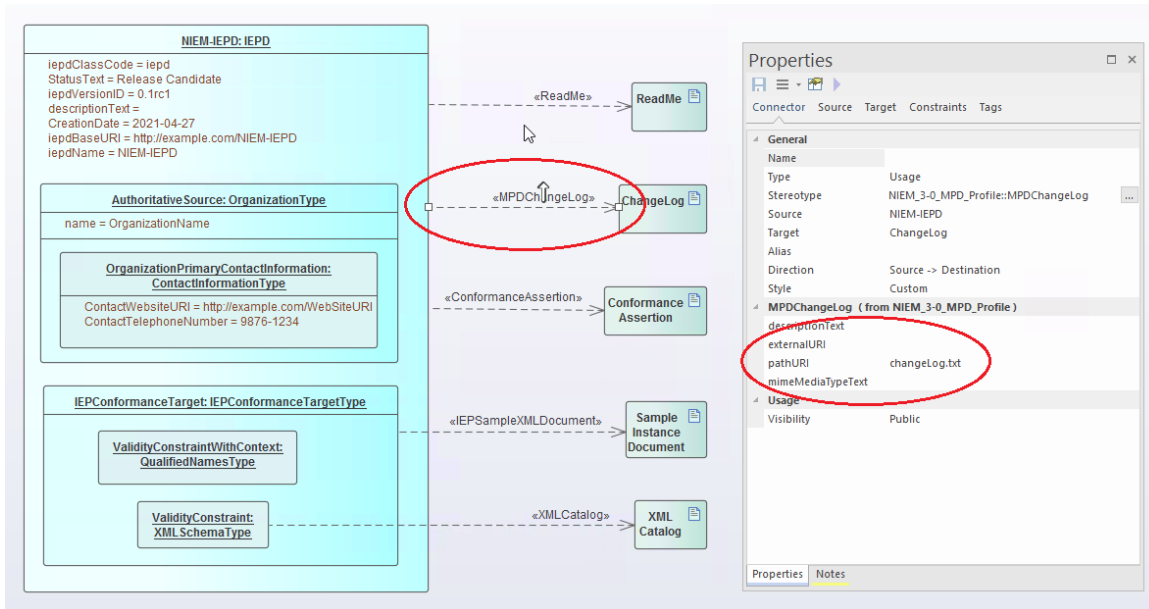 NIEM-IEPD: IEPD
iepdClassCode = iepd
StatusText = Release Candidate
iepdVersionID = 0.1rc1
descriptionText =
CreationDate = 2021-04-27
iepdBaseURI = http://example.com/NIEM-IEPD
iepdName = NIEM-IEPD
AuthoritativeSource: OrganizationType
name = OrganizationName
OrganizationPrimaryContactInformation:
ContactInformationType
ContactWebsiteURI = http://example.com/WebSiteURI
ContactTelephoneNumber = 9876-1234
IEPConformanceTarget: IEPConformanceTargetType
ValidityConstraintWithContext:
QualifiedNamesType
ValidityConstraint:
XMLSchemaType
«ReadMe»
ReadMe
«MPDChangeLog»
ChangeLog
«ConformanceAssertion»
Conformance
Assertion
«IEPSampleXMLDocument»
Sample
Instance
Document
«XMLCatalog»
XML
Catalog
Properties
Connector Source Target Constraints Tags
General
Name
Type Usage
Stereotype NIEM_3-0_MPD_Profile::MPDChangeLog ...
Source NIEM-IEPD
Target ChangeLog
Alias
Direction Source -> Destination
Style Custom
MPDChangeLog ( from NIEM_3-0_MPD_Profile )
descriptionText
externalURI
pathURI changeLog.txt
mimeMediaTypeText
Usage
Visibility Public
Properties Notes